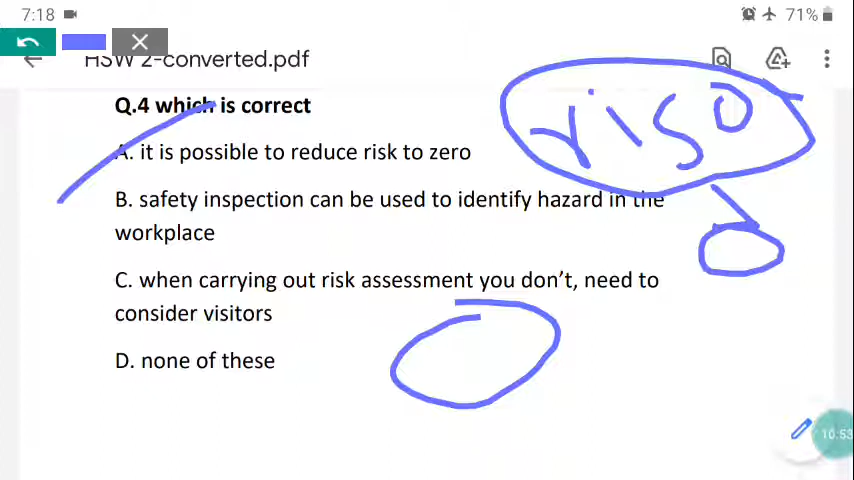 7:18
71%
HSW 2-converted.pdf
Q.4 which is correct
A. it is possible to reduce risk to zero
B. safety inspection can be used to identify hazard in the
workplace
C. when carrying out risk assessment you don't, need to
consider visitors
D. none of these
10:53